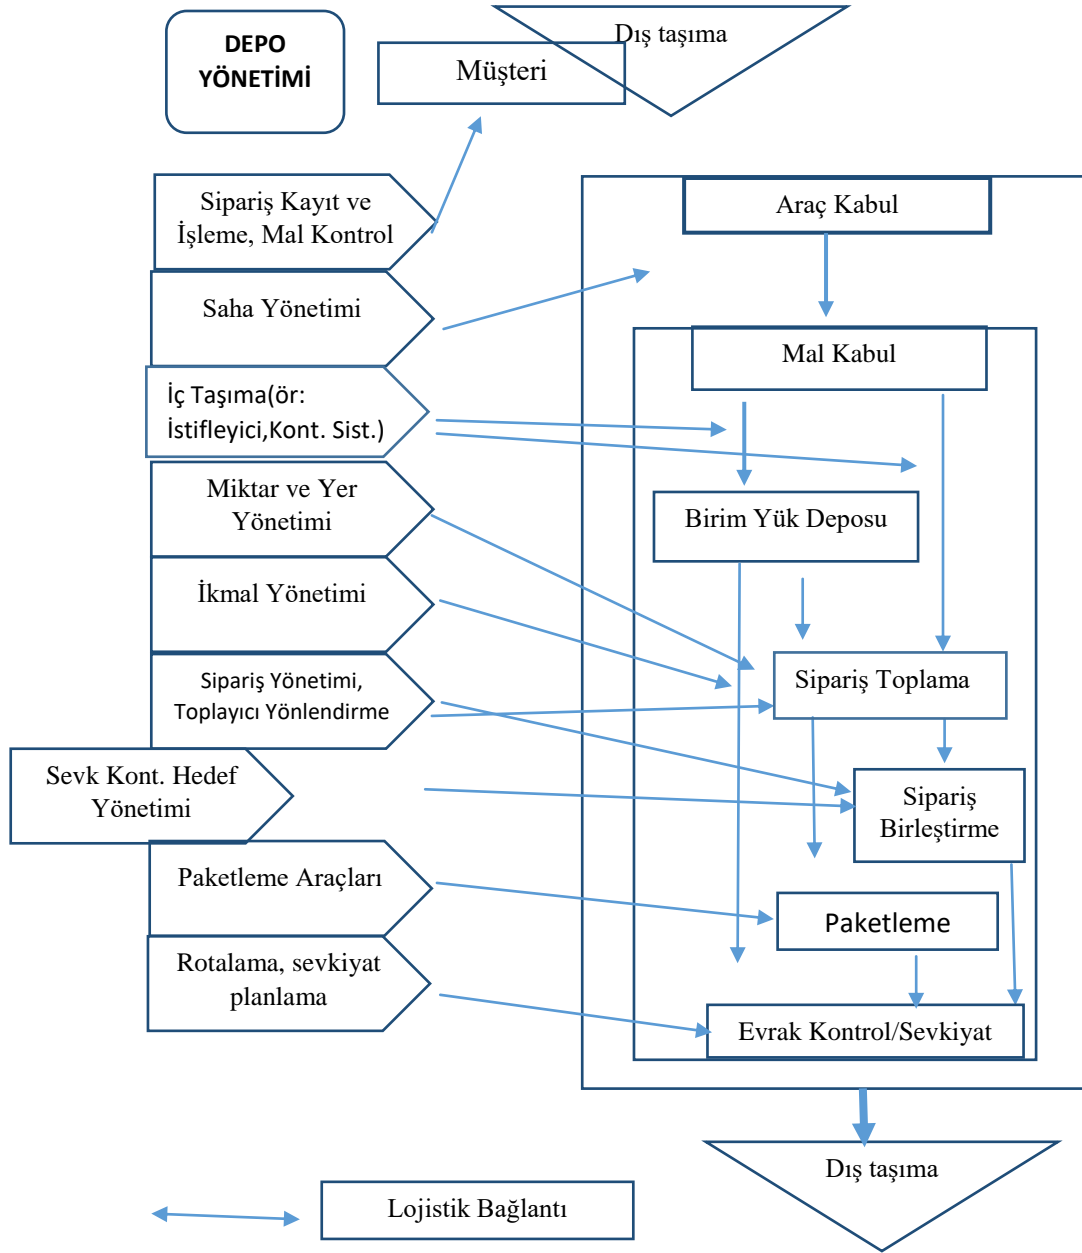 DEPO
YÖNETİMİ
Müşteri
Dış taşıma
Sipariş Kayıt ve
İşleme, Mal Kontrol
Saha Yönetimi
İç Taşıma(ör:
İstifleyici,Kont. Sist.)
Miktar ve Yer
Yönetimi
İkmal Yönetimi
Sipariş Yönetimi,
Toplayıcı Yönlendirme
Sevk Kont. Hedef
Yönetimi
Paketleme Araçları
Rotalama, sevkiyat
planlama
Araç Kabul
Mal Kabul
Birim Yük Deposu
Sipariş Toplama
Sipariş
Birleştirme
Paketleme
Evrak Kontrol/Sevkiyat
Dış taşıma
Lojistik Bağlantı